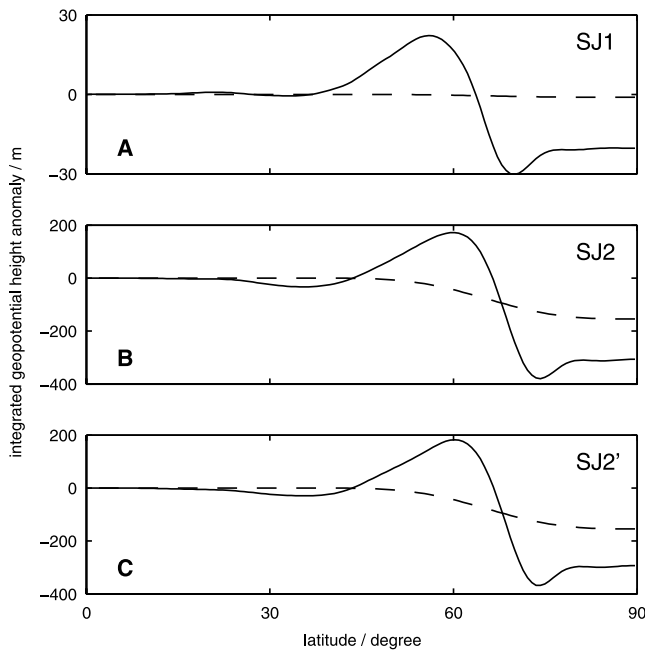 30
SJ1
0
A
−30
200
SJ2
0
−200
B
−400
200
SJ2'
0
−200
C
−400
0 30 60 90
latitude / degree
integrated geopotential height anomaly / m